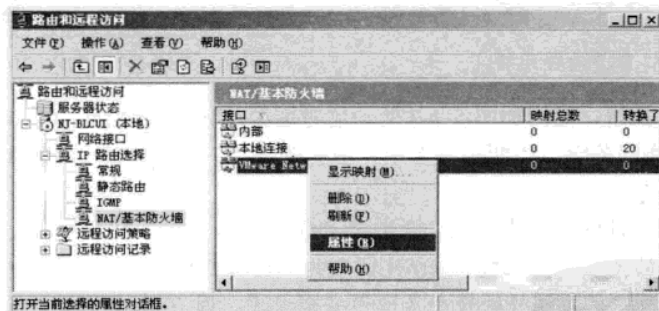 路由和远程访问
文件(F) 操作(A) 查看(V) 帮助(H)
路由和远程访问
服务器状态
NJ-BLCUI (本地)
网络接口
IP 路由选择
常规
静态路由
IGMP
NAT/基本防火墙
远程访问策略
远程访问记录
NAT/基本防火墙
接口 映射总数 转换了
内部 0 0
本地连接 0 20
VMware Netw 0 0
显示映射(M)...
删除(D)
刷新(F)
属性(R)
帮助(H)
打开当前选择的属性对话框。